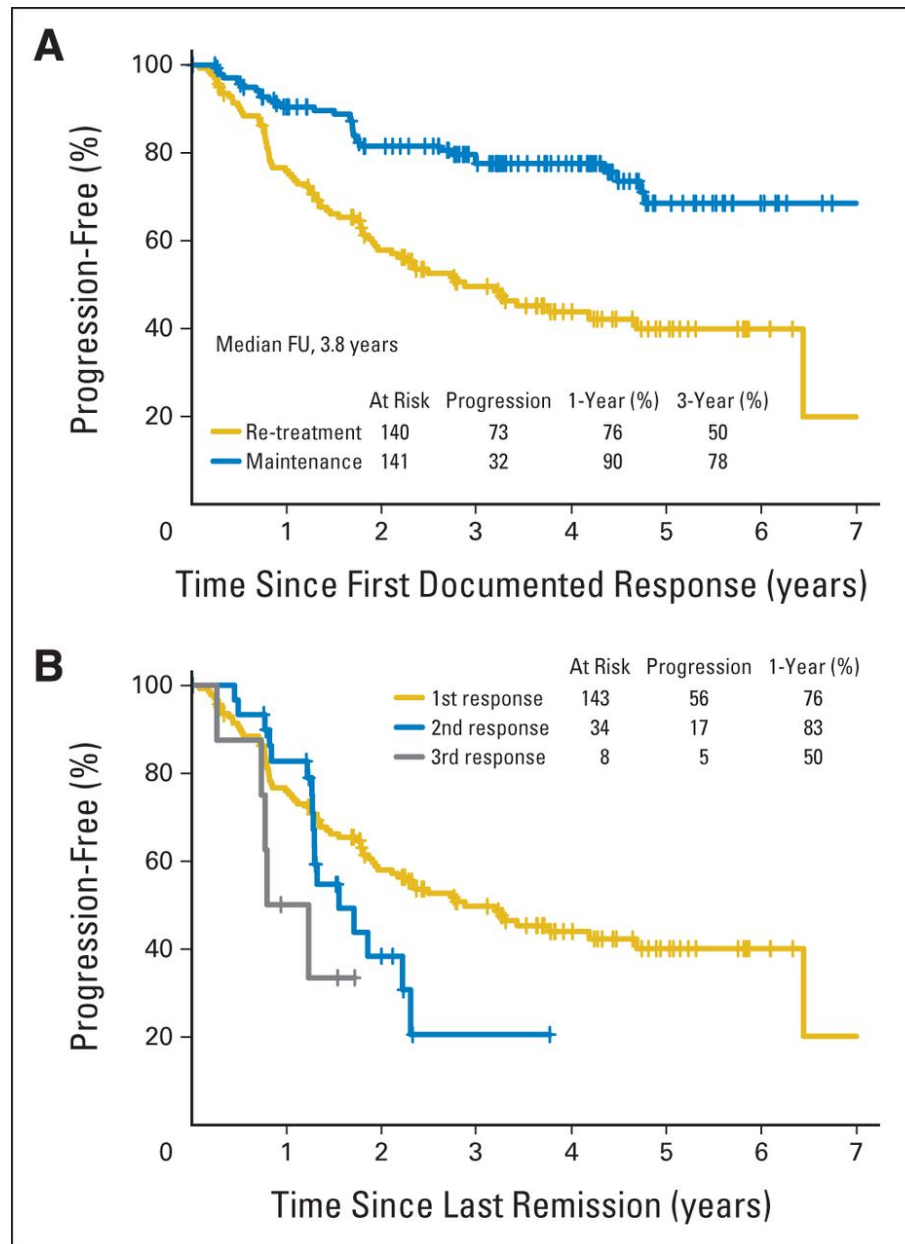 A
100
80
60
40
20
0
Progression-Free (%)
Median FU, 3.8 years
At Risk Progression 1-Year (%) 3-Year (%)
Re-treatment 140 73 76 50
Maintenance 141 32 90 78
1 2 3 4 5 6 7
Time Since First Documented Response (years)
B
100
80
60
40
20
0
Progression-Free (%)
At Risk Progression 1-Year (%)
1st response 143 56 76
2nd response 34 17 83
3rd response 8 5 50
1 2 3 4 5 6 7
Time Since Last Remission (years)